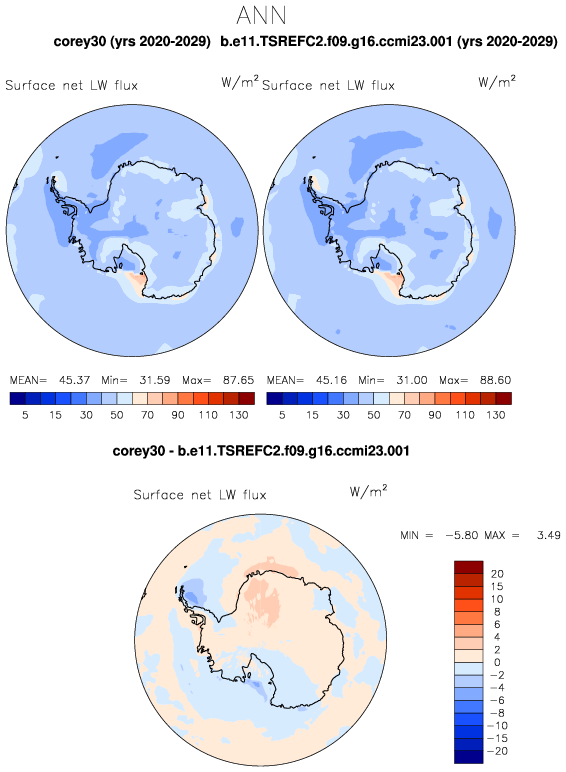 ANN
corey30 (yrs 2020-2029) b.e11.TSREFC2.f09.g16.ccmi23.001 (yrs 2020-2029)
Surface net LW flux W/m² Surface net LW flux W/m²
MEAN= 45.37 Min= 31.59 Max= 87.65 MEAN= 45.16 Min= 31.00 Max= 88.60
5 15 30 50 70 90 110 130 5 15 30 50 70 90 110 130
corey30 - b.e11.TSREFC2.f09.g16.ccmi23.001
Surface net LW flux W/m²
MIN = -5.80 MAX = 3.49
20
15
10
8
6
4
2
0
-2
-4
-6
-8
-10
-15
-20